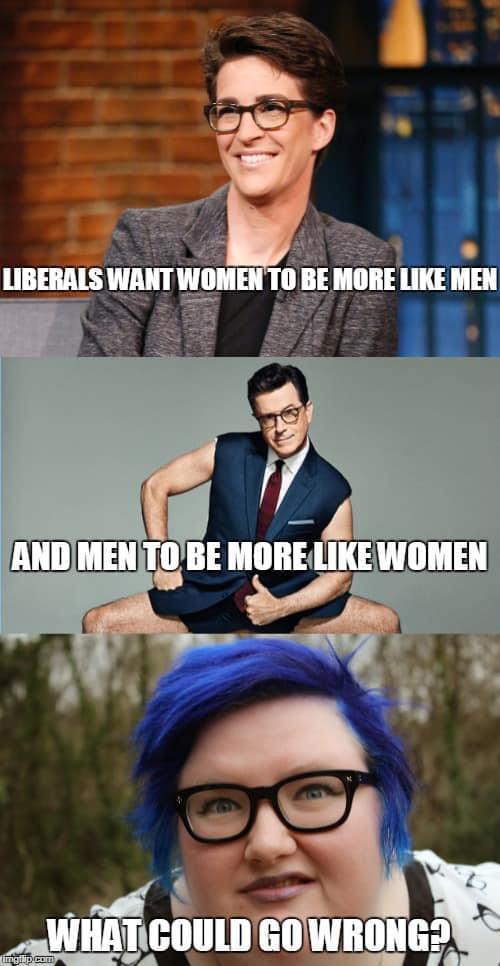 LIBERALS WANT WOMEN TO BE MORE LIKE MEN
AND MEN TO BE MORE LIKE WOMEN
WHAT COULD GO WRONG?
imgflip.com